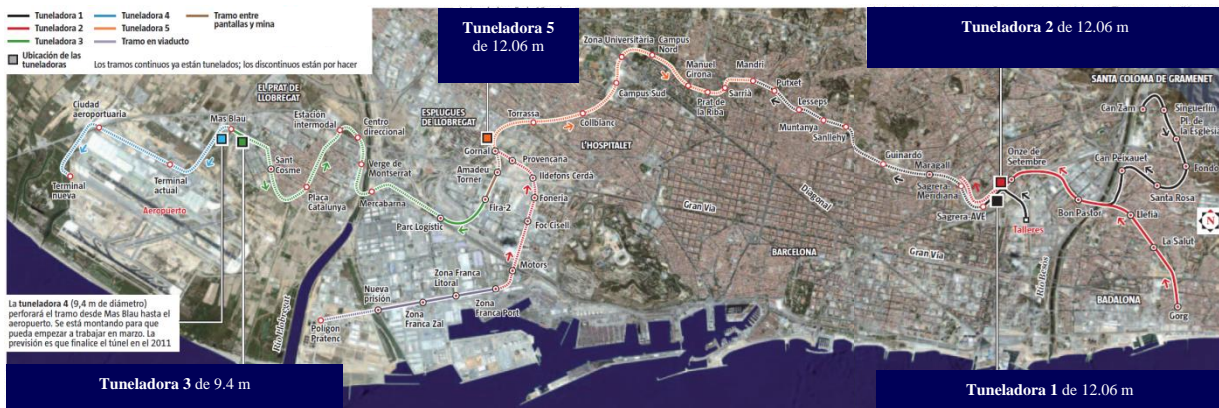 Tuneladora 1
Tuneladora 2
Tuneladora 3
Tuneladora 4
Tuneladora 5
Tramo en viaducto
Tramo entre
pantallas y mina
Ubicación de las
tuneladoras
Los tramos continuos ya están tunelados; los discontinuos están por hacer
Tuneladora 5
de 12.06 m
Tuneladora 2
de 12.06 m
EL PRAT DE
LLOBREGAT
Ciudad
aeroportuaria
Mas Blau
Estación
intermodal
Centro
direccional
Sant
Cosme
Verge de
Montserrat
Terminal
nueva
Terminal
actual
Aeropuerto
Plaça
Catalunya
Mercabarna
Parc Logístic
ESPLUGUES
DE LLOBREGAT
Gornal
Amadeu
Torner
Fira-2
Provençana
Ildefons Cerdà
Foneria
Foc Cisell
Motors
Zona
Franca Port
Zona Franca
Litoral
Zona
Franca Zal
Nueva
prisión
Polígon
Pratenc
Río Llobregat
Torrassa
Collblanc
L'HOSPITALET
Zona Universitària
Campus
Nord
Campus Sud
Manuel
Girona
Prat de
la Riba
Sarrià
Mandri
Putxet
Lesseps
Muntanya
Sanllehy
Guinardó
Maragall
Sagrera-
Meridiana
Sagrera-AVE
Onze de
Setembre
Talleres
Bon Pastor
Can Peixauet
Llefià
La Salut
Gorg
BADALONA
Santa Rosa
Fondo
Pl. de
la Església
Singuerlín
Can Zam
SANTA COLOMA DE GRAMENET
Diagonal
Gran Vía
Gran Vía
BARCELONA
Río Besòs
N
La tuneladora 4 (9,4 m de diámetro)
perforará el tramo desde Mas Blau hasta el
aeropuerto. Se está montando para que
pueda empezar a trabajar en marzo. La
previsión es que finalice el túnel en el 2011
Tuneladora 3 de 9.4 m
Tuneladora 1 de 12.06 m